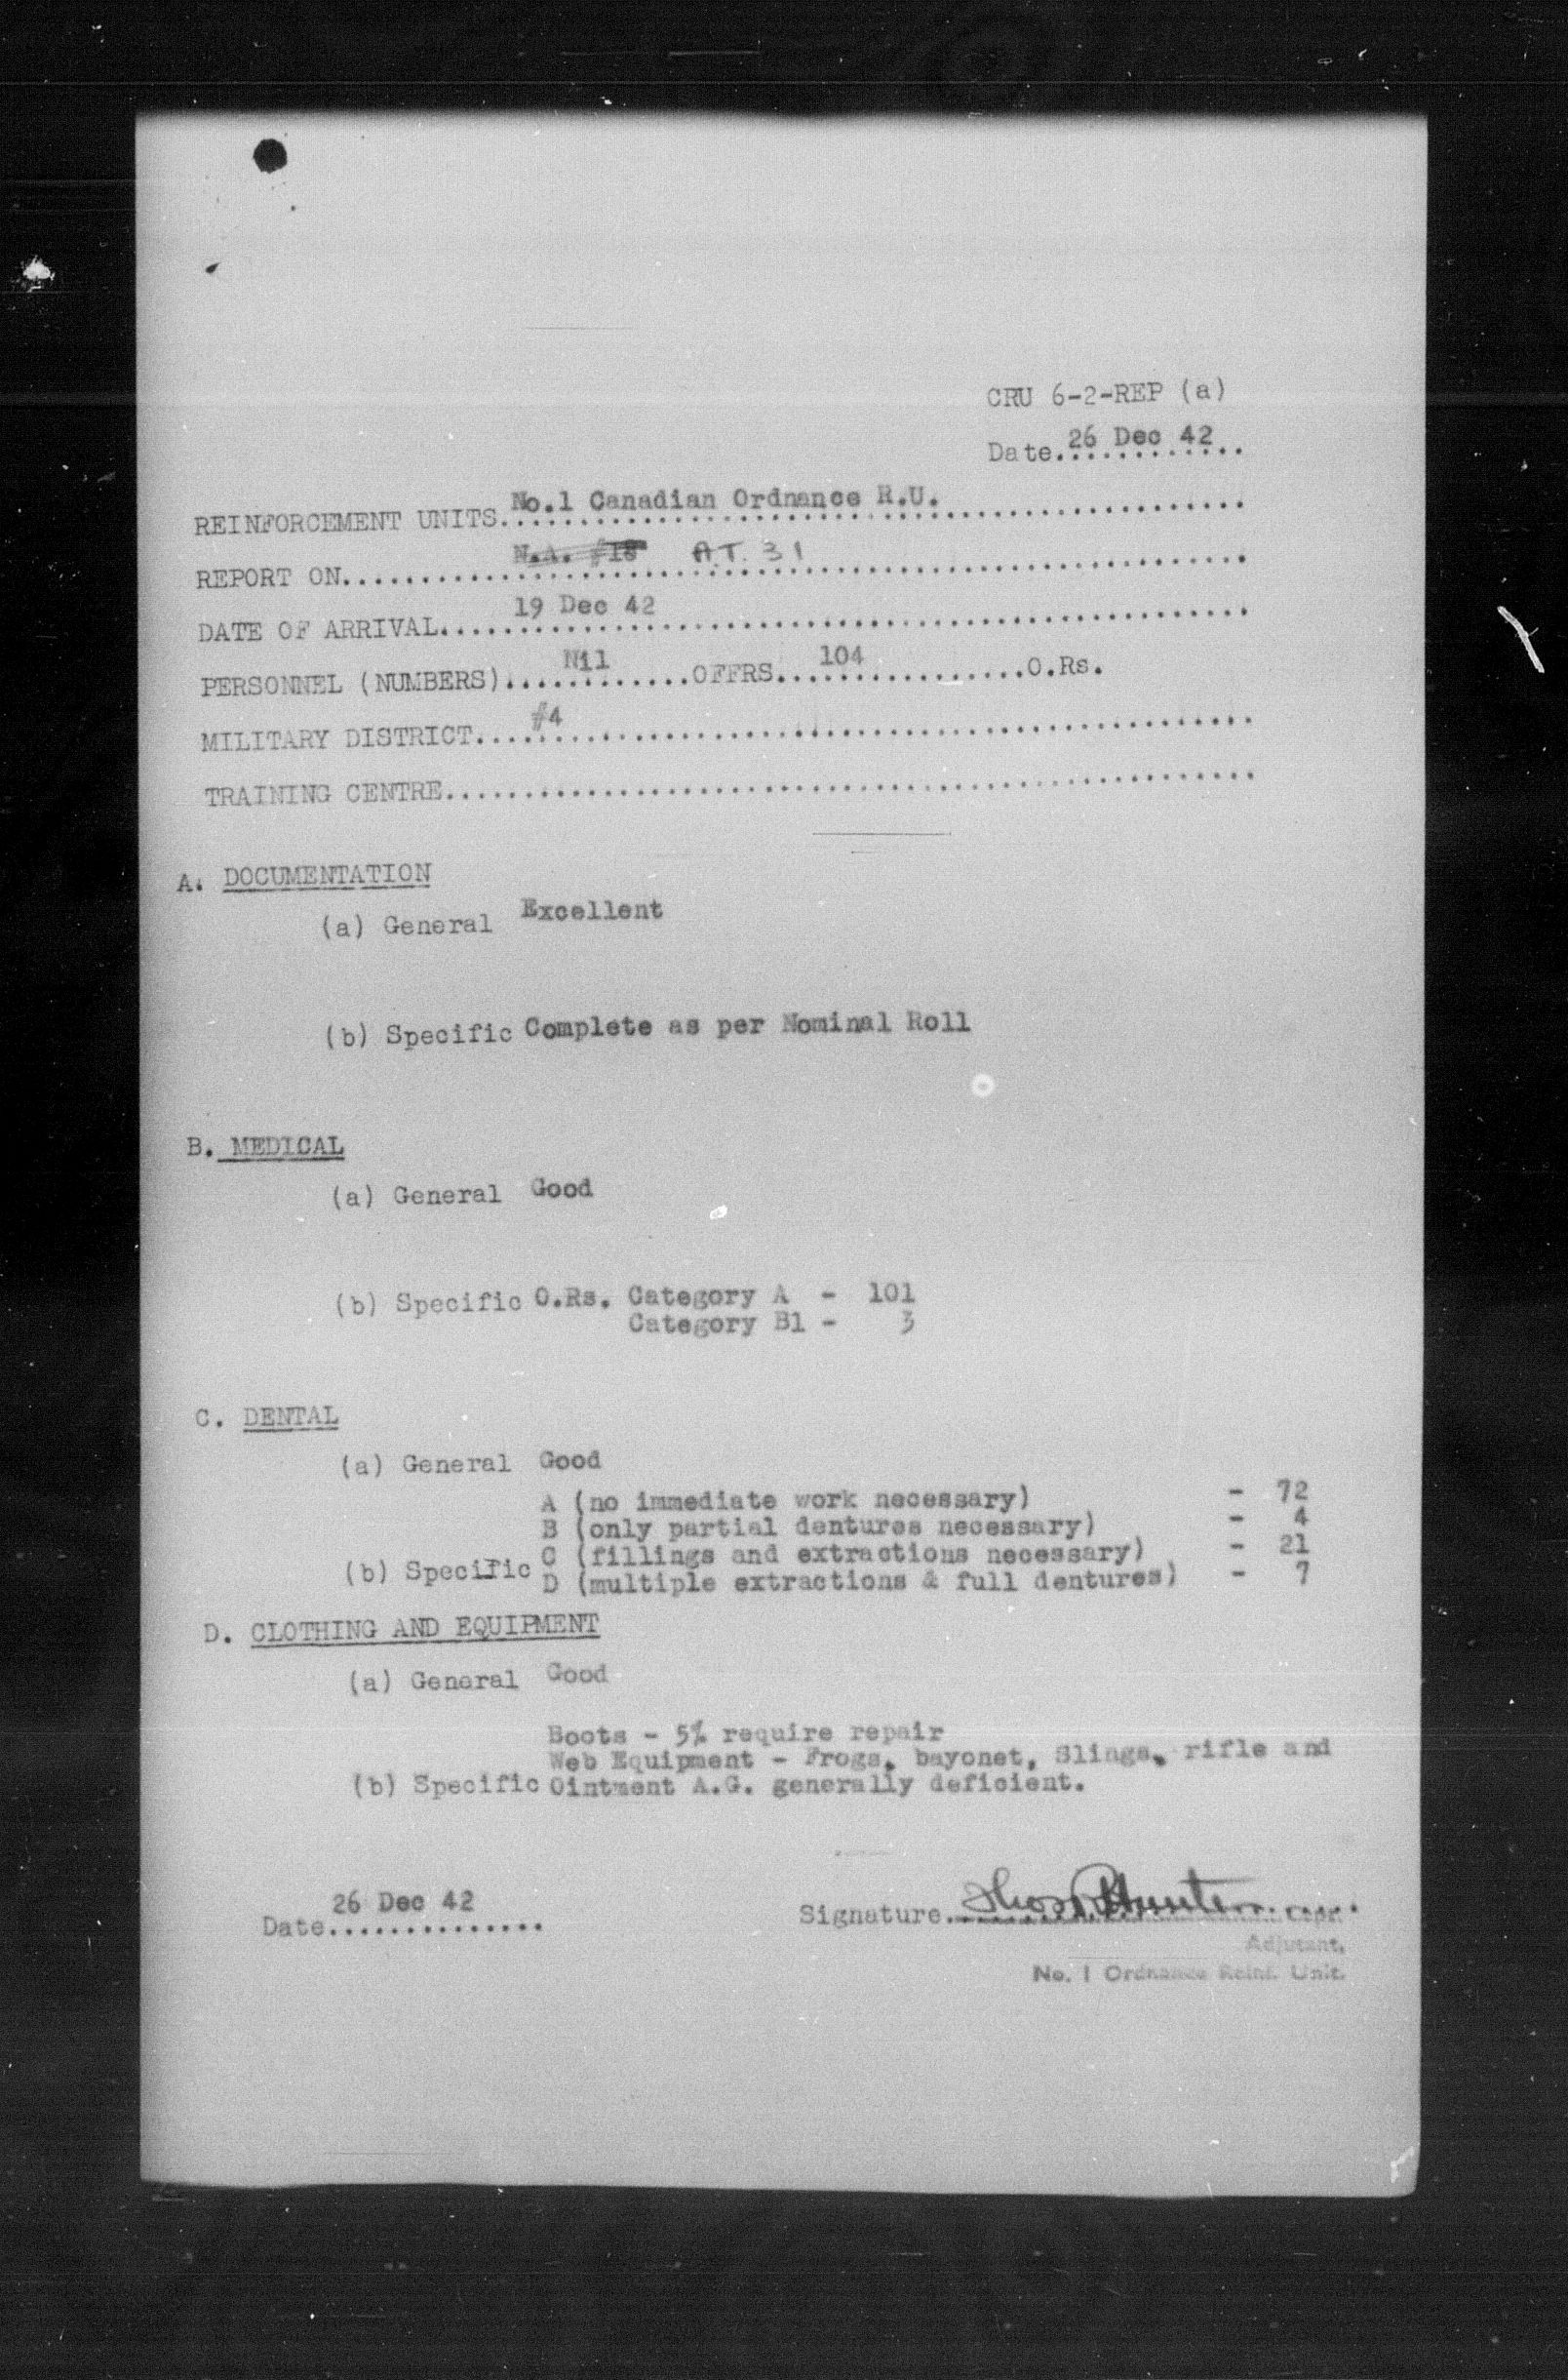 CRU 6-2-REP (a)
Date.26 Dec 42..
REINFORCEMENT UNITS.No.1 Canadian Ordnance R.U.
REPORT ON....N.A. #18 A.T. 31
DATE OF ARRIVAL....19 Dec 42
PERSONNEL (NUMBERS)....Nil....OFFRS....104....O.Rs.
MILITARY DISTRICT....#4
TRAINING CENTRE....
A. DOCUMENTATION
(a) General Excellent
(b) Specific Complete as per Nominal Roll
B. MEDICAL
(a) General Good
(b) Specific O.Rs. Category A - 101
Category B1 - 3
C. DENTAL
(a) General Good
A (no immediate work necessary) - 72
B (only partial dentures necessary) - 4
C (fillings and extractions necessary) - 21
(b) Specific D (multiple extractions & full dentures) - 7
D. CLOTHING AND EQUIPMENT
(a) General Good
Boots - 5% require repair
Web Equipment - Frogs, bayonet, Slings, rifle and
(b) Specific Ointment A.G. generally deficient.
Date.26 Dec 42..
Signature. Hunter Capt.
Adjutant,
No. 1 Ordnance Reinf. Unit.